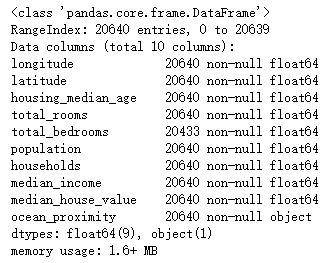 <class 'pandas.core.frame.DataFrame'>
RangeIndex: 20640 entries, 0 to 20639
Data columns (total 10 columns):
longitude             20640 non-null float64
latitude              20640 non-null float64
housing_median_age    20640 non-null float64
total_rooms           20640 non-null float64
total_bedrooms        20433 non-null float64
population            20640 non-null float64
households            20640 non-null float64
median_income         20640 non-null float64
median_house_value    20640 non-null float64
ocean_proximity       20640 non-null object
dtypes: float64(9), object(1)
memory usage: 1.6+ MB